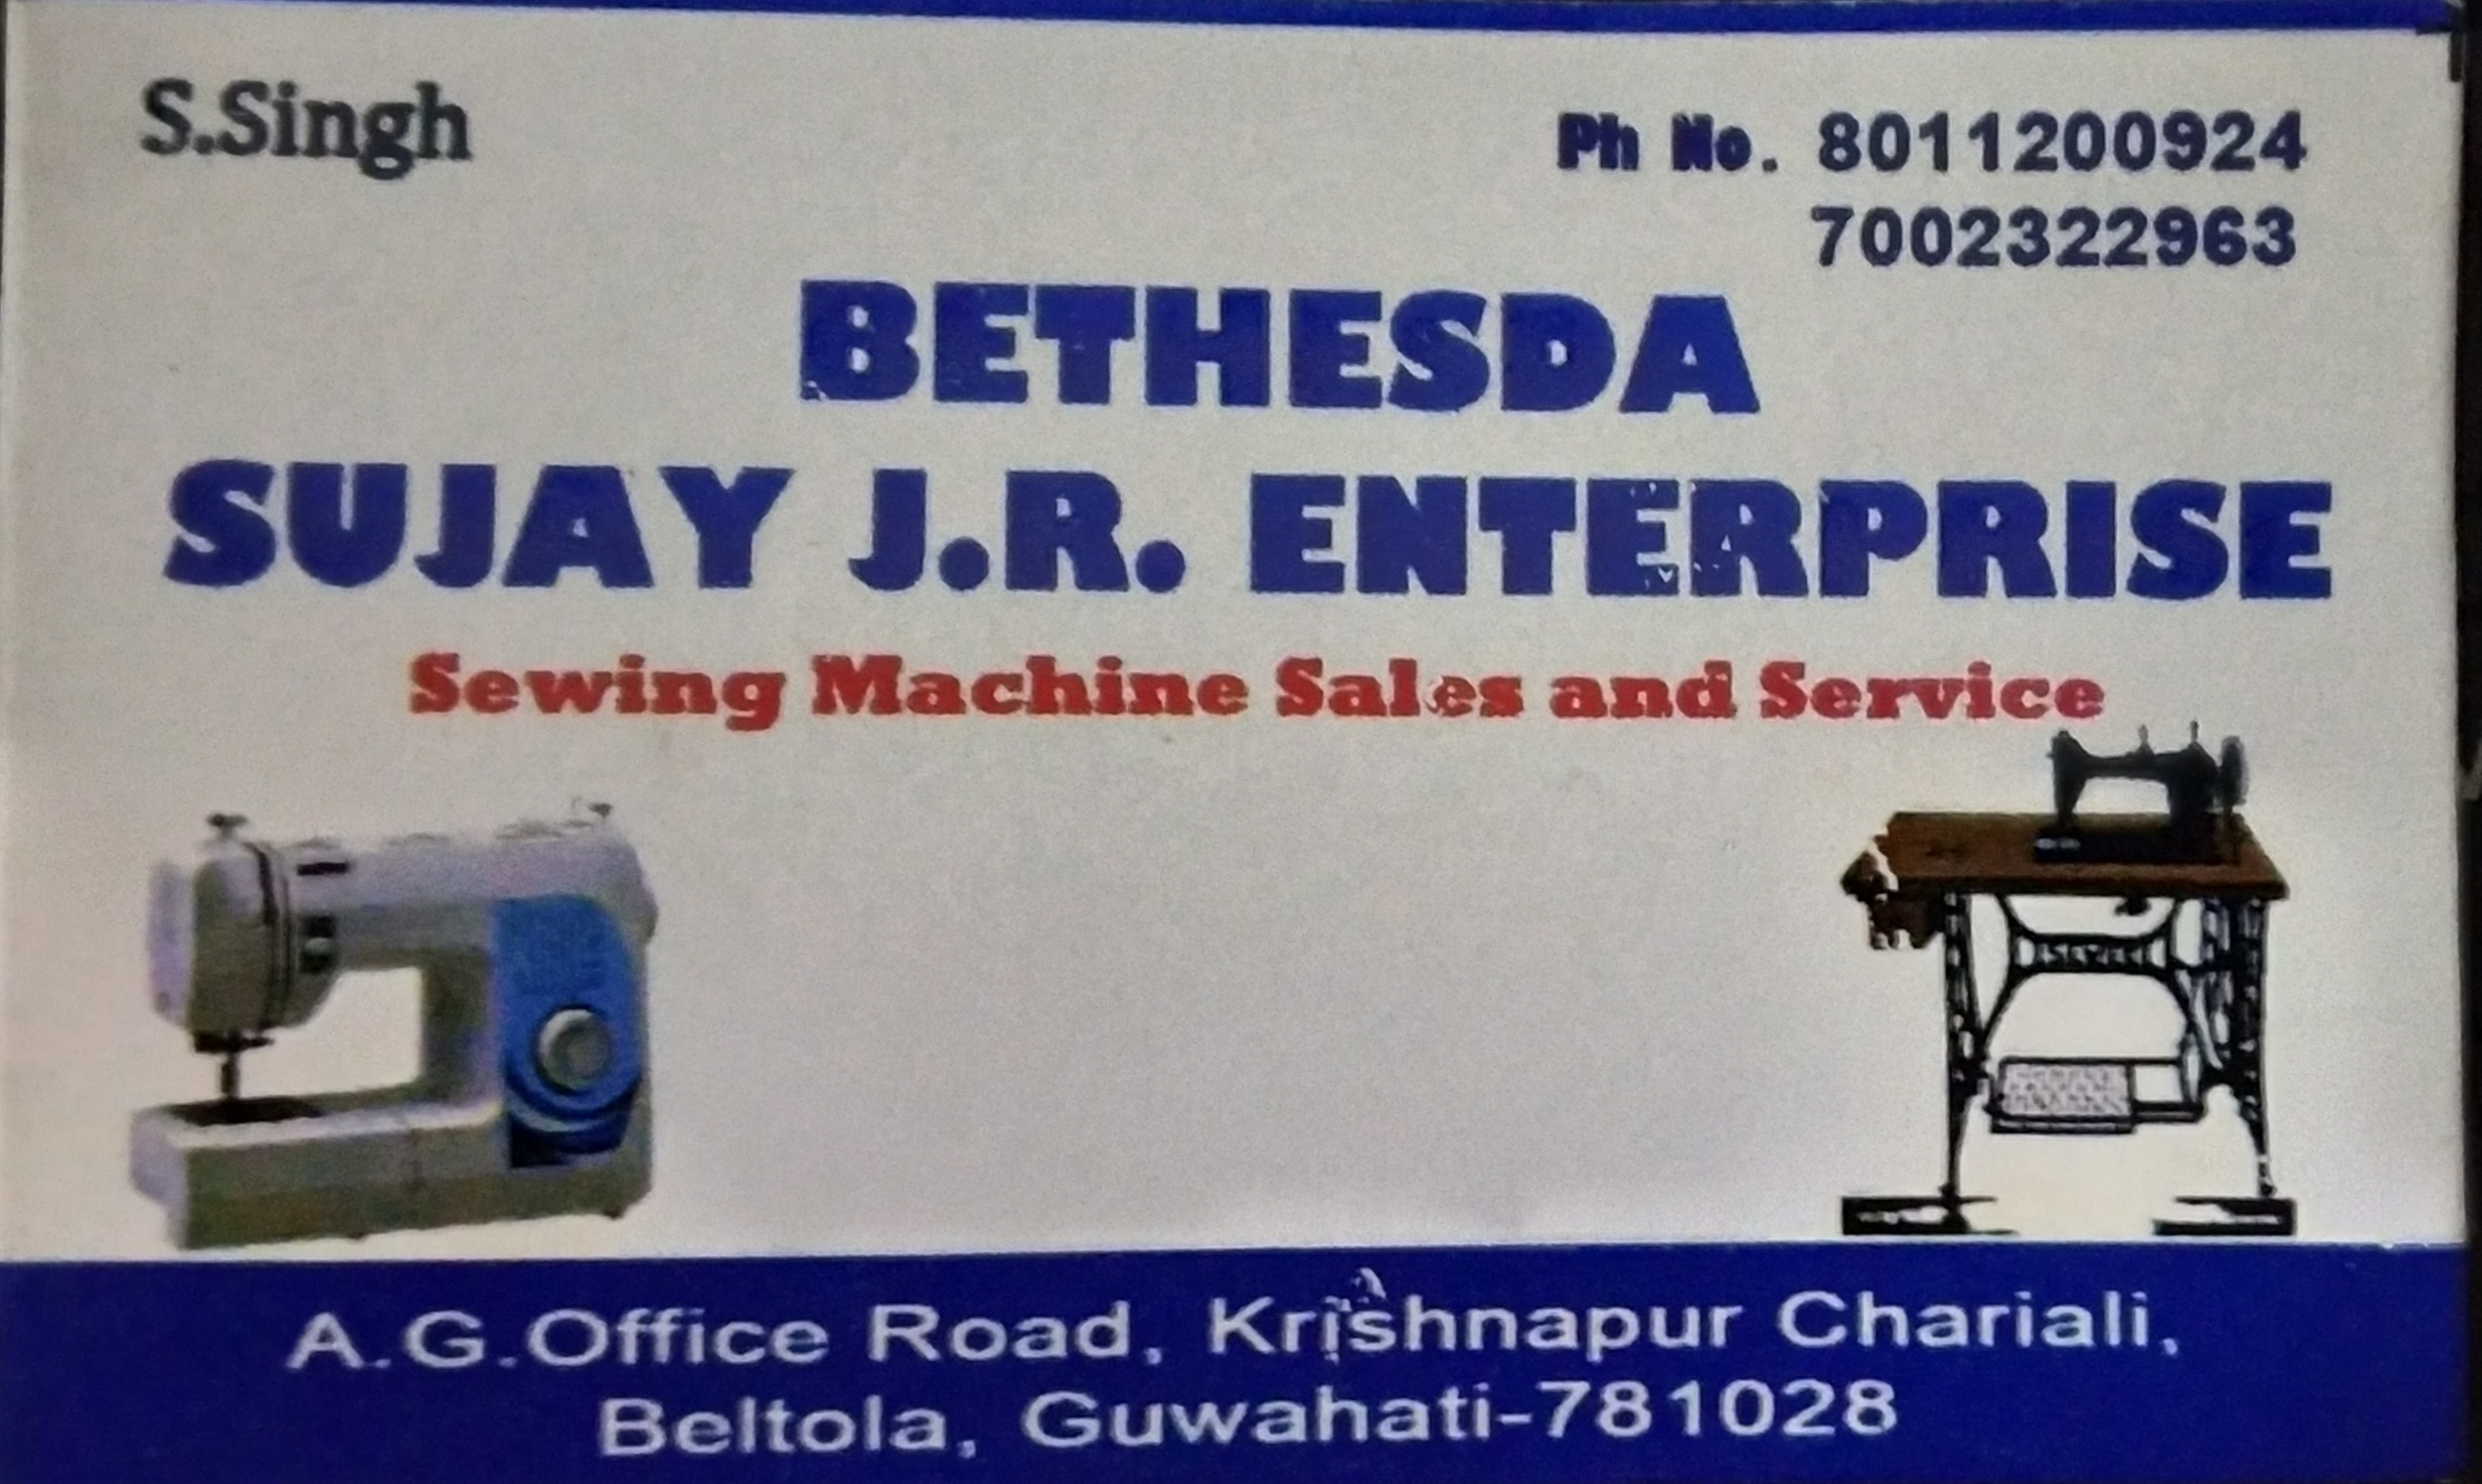 S.Singh
Ph No. 8011200924
7002322963
BETHESDA
SUJAY J.R. ENTERPRISE
Sewing Machine Sales and Service
A.G.Office Road, Krishnapur Chariali,
Beltola, Guwahati-781028